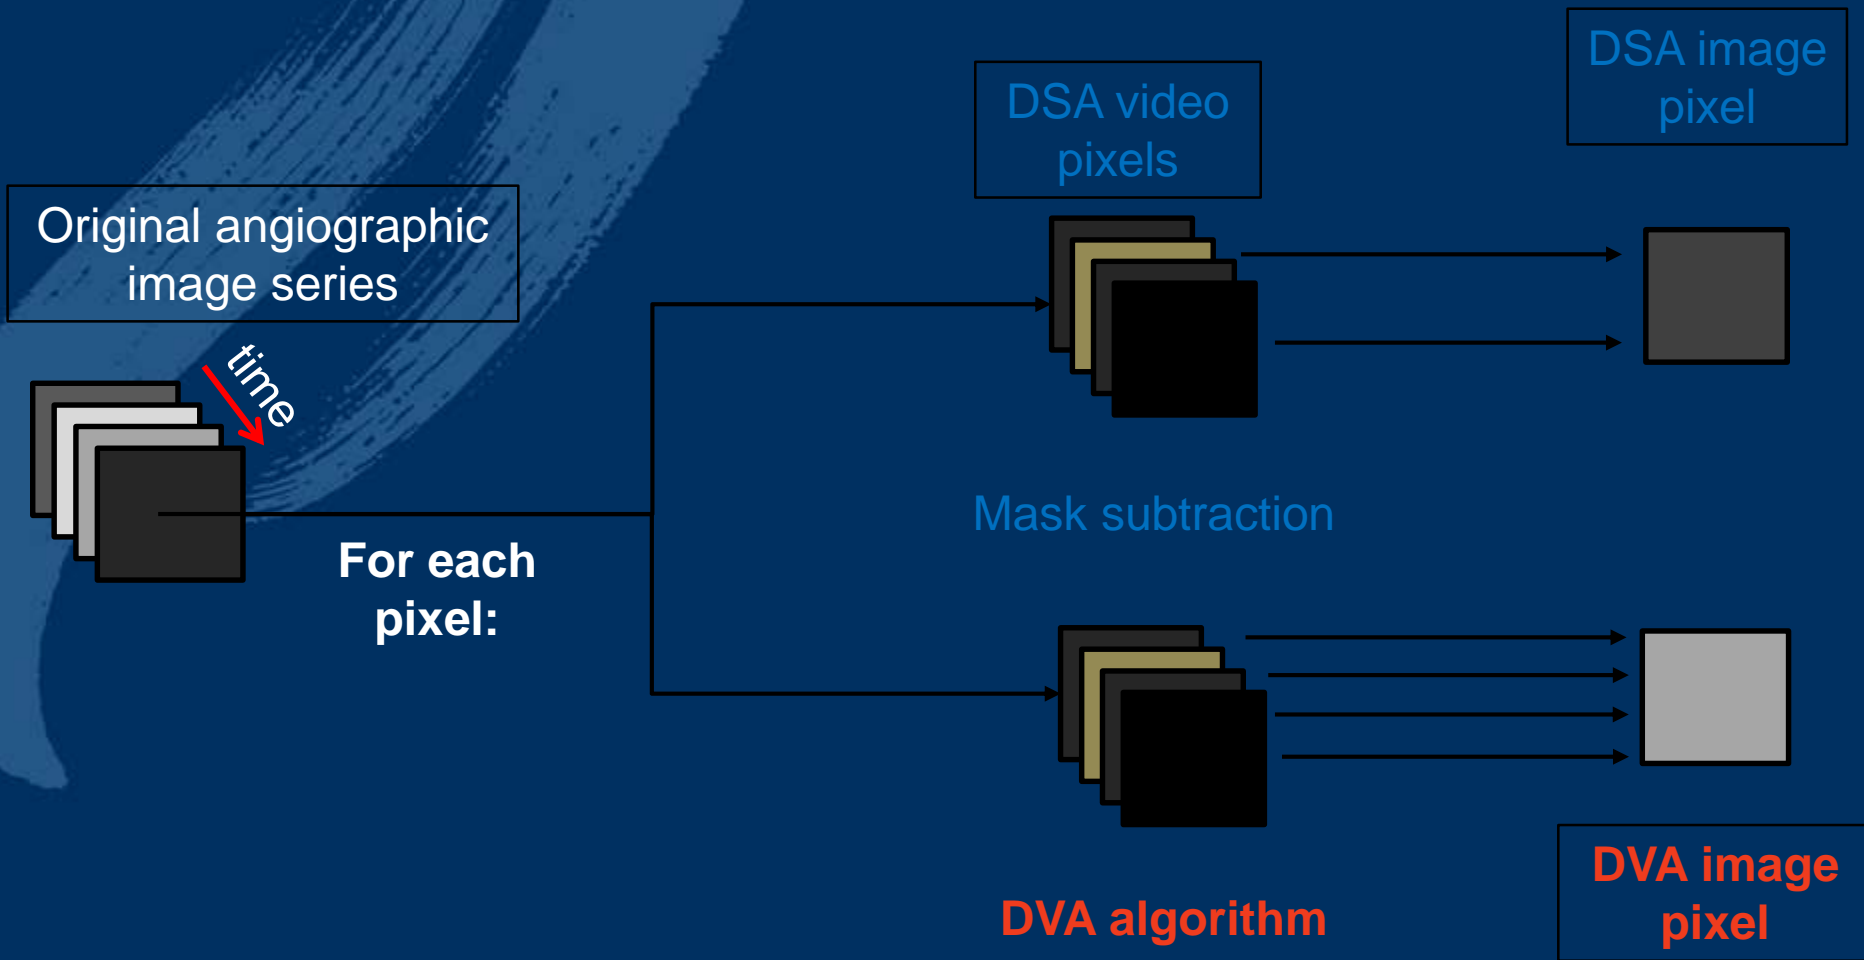 Original angiographic
image series
time
For each
pixel:
DSA video
pixels
DSA image
pixel
Mask subtraction
DVA algorithm
DVA image
pixel